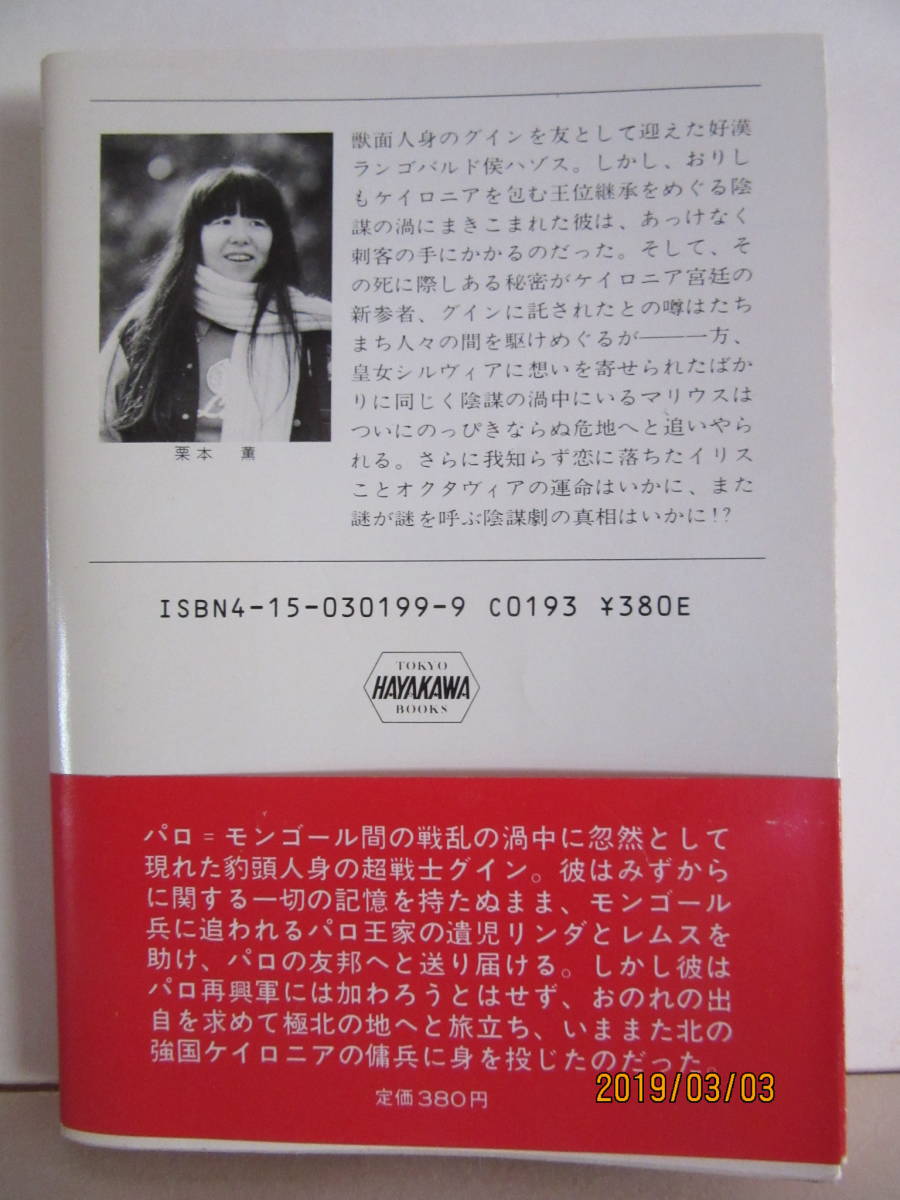 獣面人身のグインを友として迎えた好漢
ランゴバルド侯ハゾス。しかし、おりし
もケイロニアを包む王位継承をめぐる陰
謀の渦にまきこまれた彼は、あっけなく
刺客の手にかかるのだった。そして、そ
の死に際しある秘密がケイロニア宮廷の
新参者、グインに託されたとの噂はたち
まち人々の間を駆けめぐるが――一方、
皇女シルヴィアに想いを寄せられたばか
りに同じく陰謀の渦中にいるマリウスは
ついにのっぴきならぬ危地へと追いやら
れる。さらに我知らず恋に落ちたイリス
ことオクタヴィアの運命はいかに、また
謎が謎を呼ぶ陰謀劇の真相はいかに!?
栗本 薫
ISBN4-15-030199-9 C0193 ¥380E
TOKYO
HAYAKAWA
BOOKS
パロ=モンゴール間の戦乱の渦中に忽然として
現れた豹頭人身の超戦士グイン。彼はみずから
に関する一切の記憶を持たぬまま、モンゴール
兵に追われるパロ王家の遺児リンダとレムスを
助け、パロの友邦へと送り届ける。しかし彼は
パロ再興軍には加わろうとはせず、おのれの出
自を求めて極北の地へと旅立ち、いままた北の
強国ケイロニアの傭兵に身を投じたのだった。
定価380円
2019/03/03